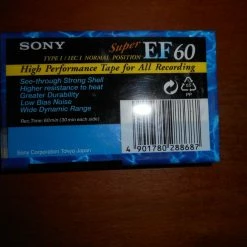 SONY
Super EF60
TYPE I / IEC I NORMAL POSITION
High Performance Tape for All Recording
See-through Strong Shell
Higher resistance to heat
Greater Durability
Low Bias Noise
Wide Dynamic Range
Rec. Time: 60min (30 min each side)
PP
Sony Corporation Tokyo Japan
4 901780 288687